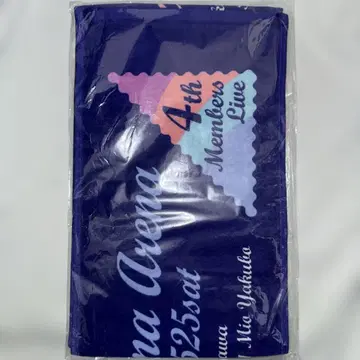 4th
Members
Live
na Arena
525sat
awa
Mio Yakubo